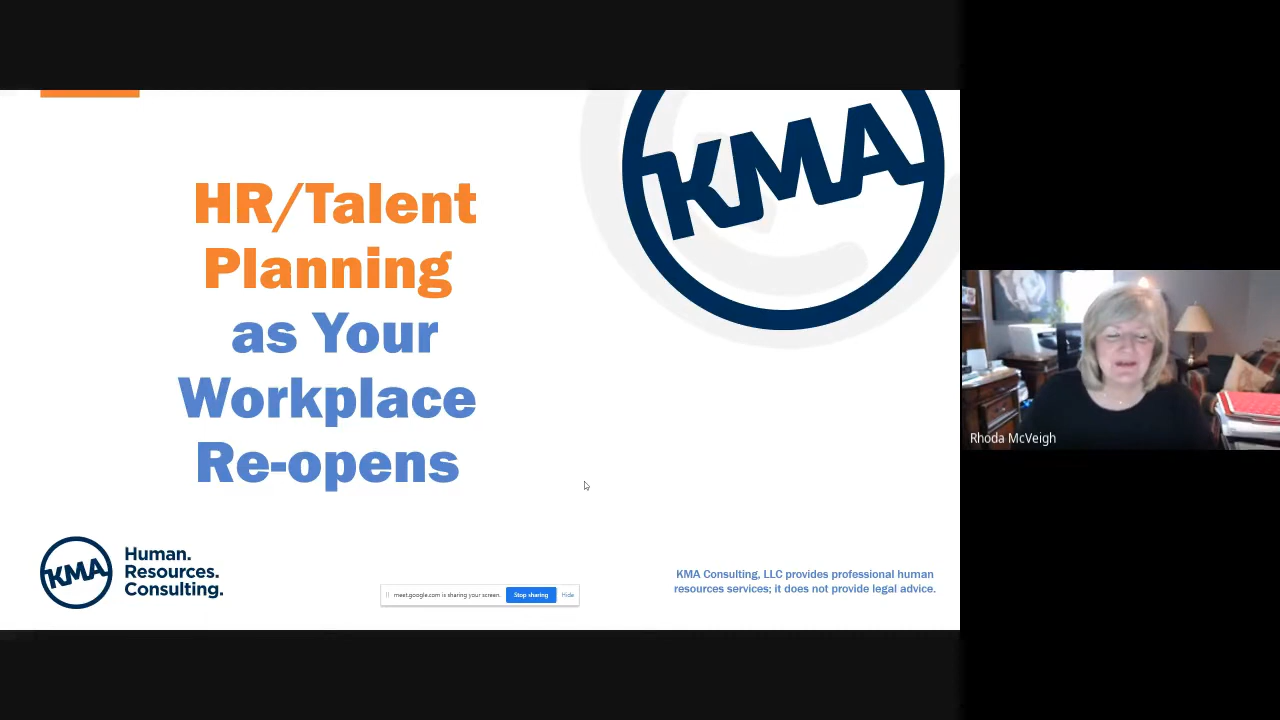 KMA
HR/Talent
Planning
as Your
Workplace
Re-opens
Rhoda McVeigh
KMA
Human.
Resources.
Consulting.
meet.google.com is sharing your screen.
Stop sharing
Hide
KMA Consulting, LLC provides professional human
resources services; it does not provide legal advice.